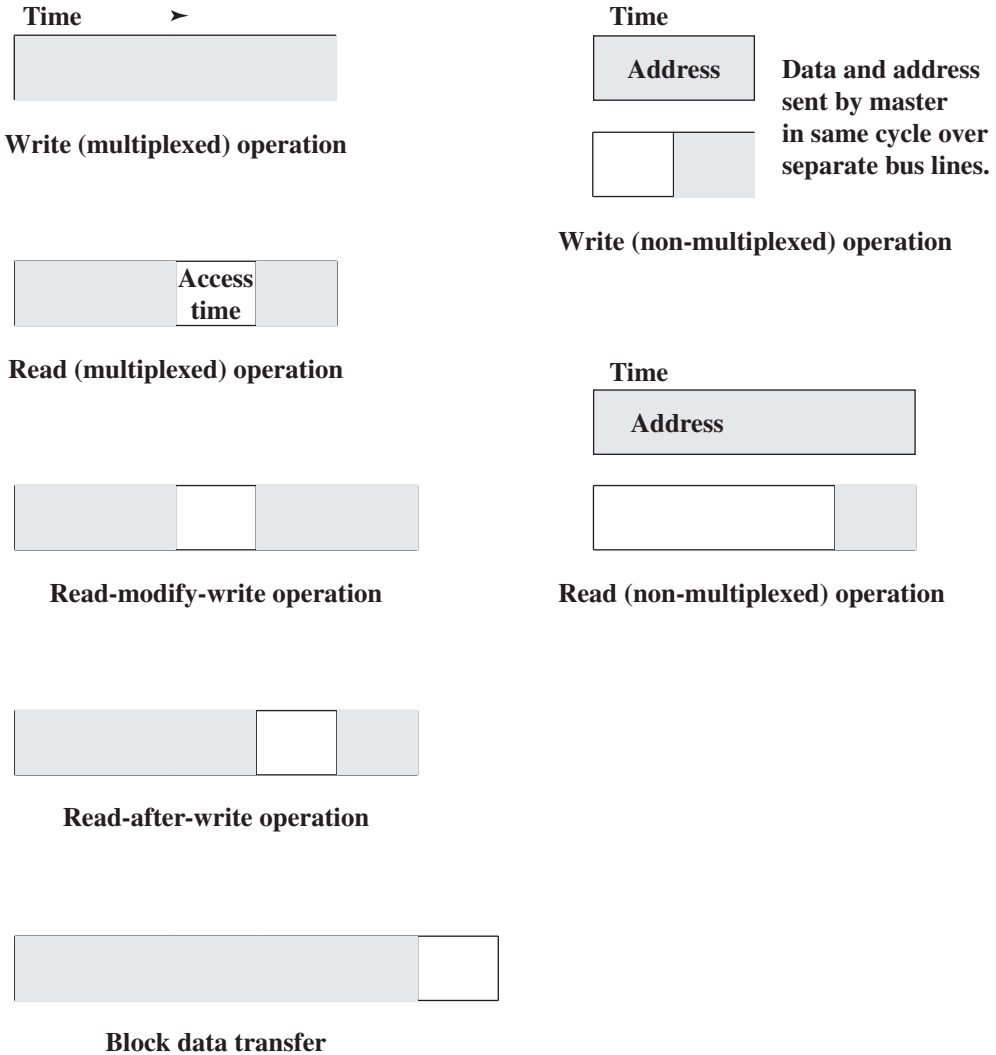 Time
Write (multiplexed) operation
Access
time
Read (multiplexed) operation
Read-modify-write operation
Read-after-write operation
Block data transfer
Time
Address
Data and address
sent by master
in same cycle over
separate bus lines.
Write (non-multiplexed) operation
Time
Address
Read (non-multiplexed) operation